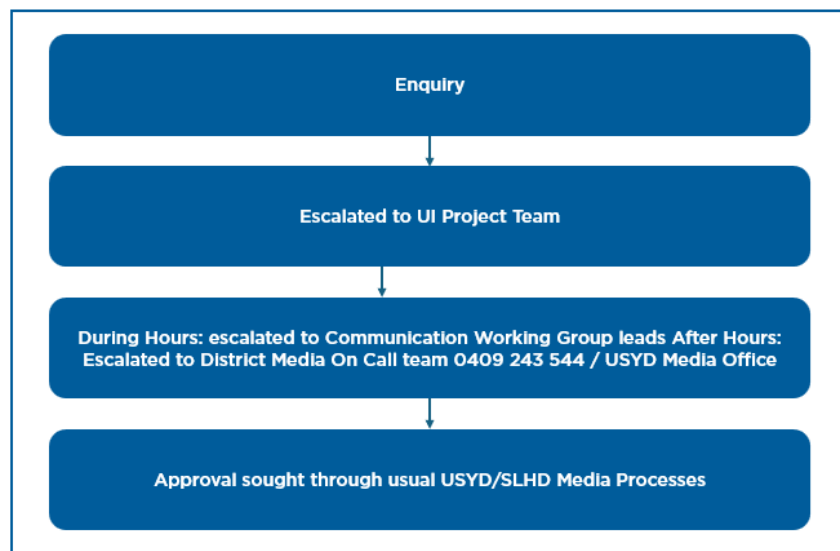 Enquiry
Escalated to UI Project Team
During Hours: escalated to Communication Working Group leads After Hours:
Escalated to District Media On Call team 0409 243 544 / USYD Media Office
Approval sought through usual USYD/SLHD Media Processes